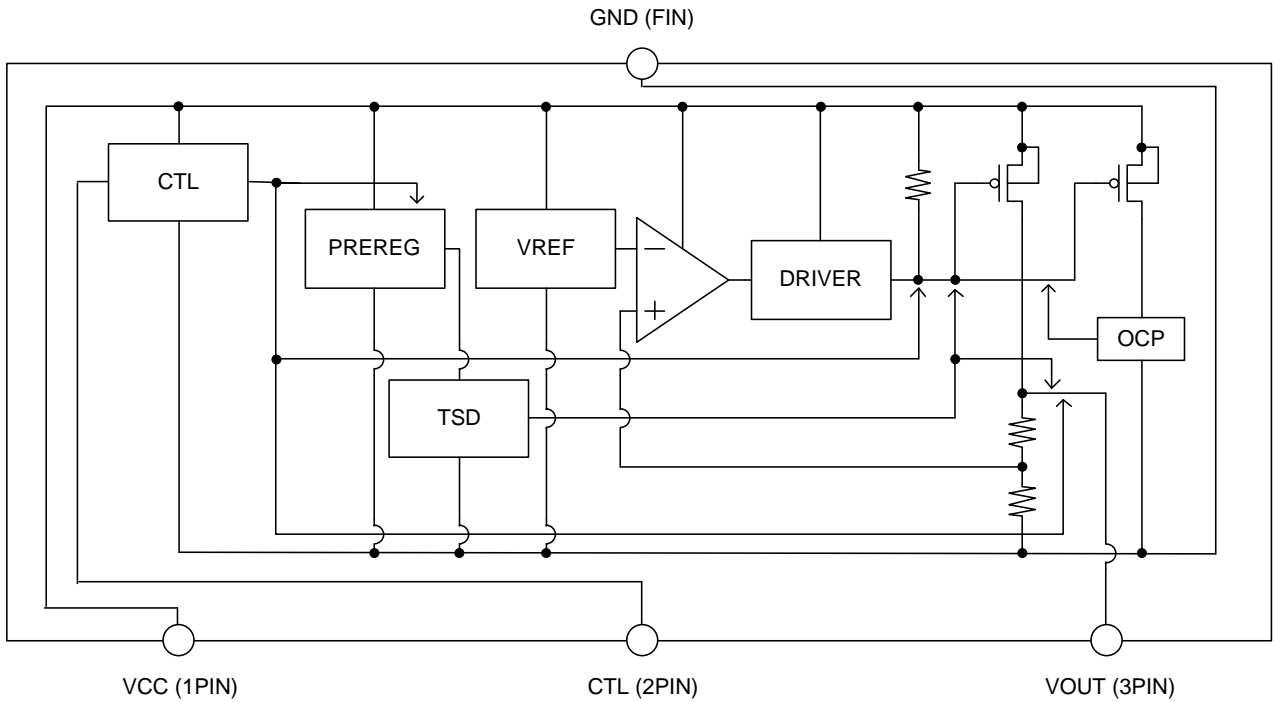 GND (FIN)
CTL
PREREG
VREF
−
+
DRIVER
OCP
TSD
VCC (1PIN)
CTL (2PIN)
VOUT (3PIN)